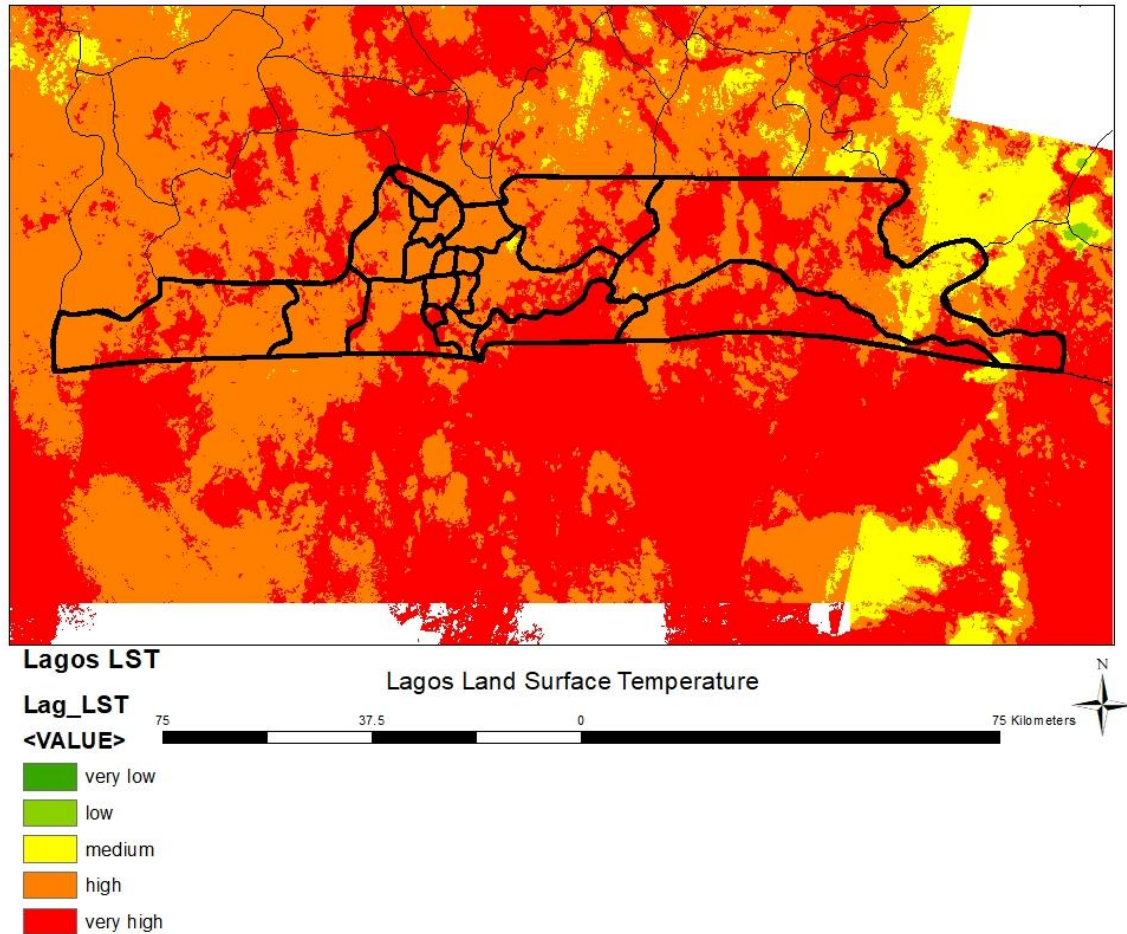 Lagos LST
Lagos Land Surface Temperature
N
Lag_LST
75 37.5 0 75 Kilometers
<VALUE>
very low
low
medium
high
very high